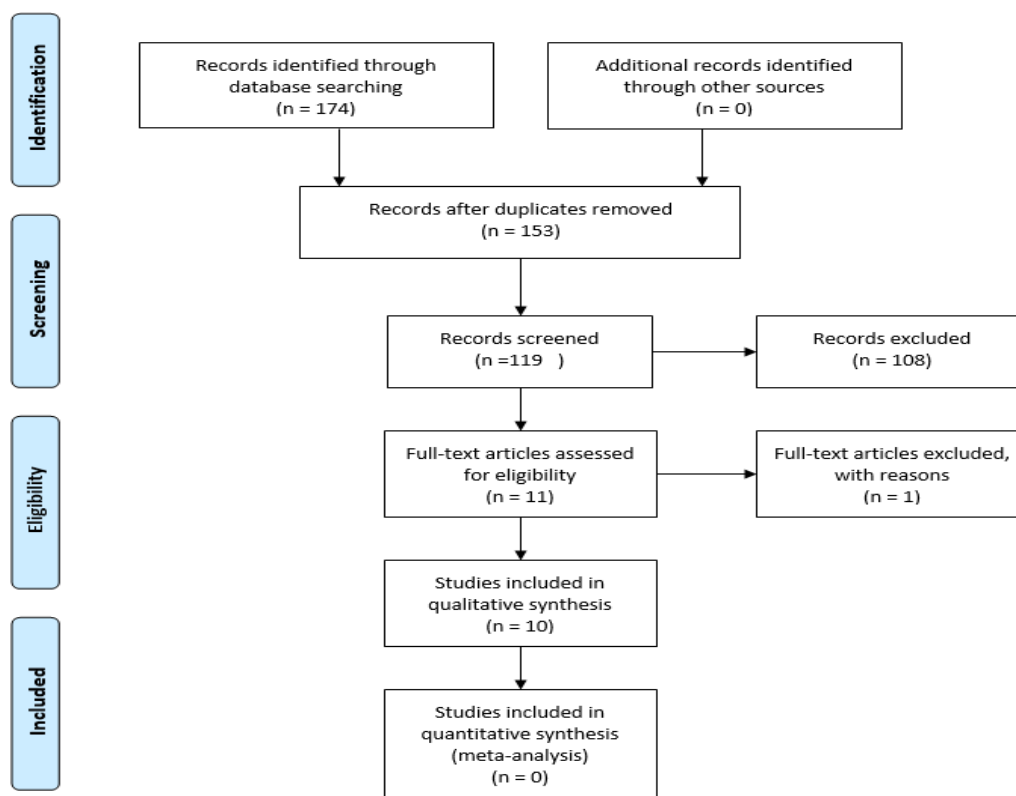 Identification
Records identified through
database searching
(n = 174)
Additional records identified
through other sources
(n = 0)
Records after duplicates removed
(n = 153)
Screening
Records screened
(n =119   )
Records excluded
(n = 108)
Eligibility
Full-text articles assessed
for eligibility
(n = 11)
Full-text articles excluded,
with reasons
(n = 1)
Studies included in
qualitative synthesis
(n = 10)
Included
Studies included in
quantitative synthesis
(meta-analysis)
(n = 0)